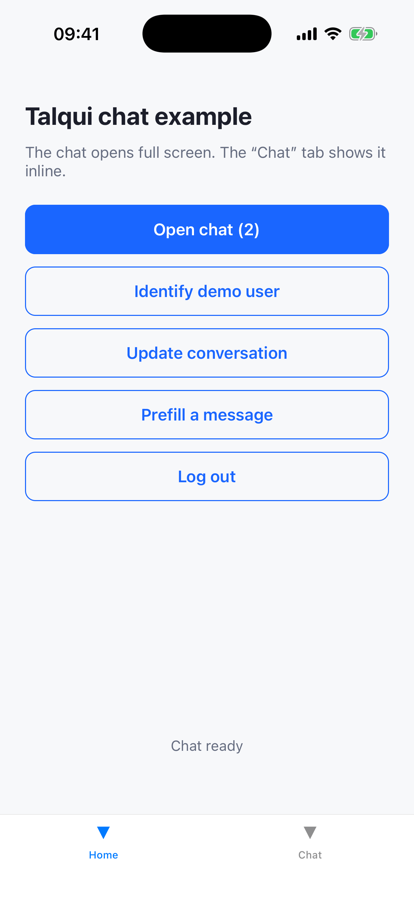 09:41
Talqui chat example
The chat opens full screen. The “Chat” tab shows it
inline.
Open chat (2)
Identify demo user
Update conversation
Prefill a message
Log out
Chat ready
Home
Chat